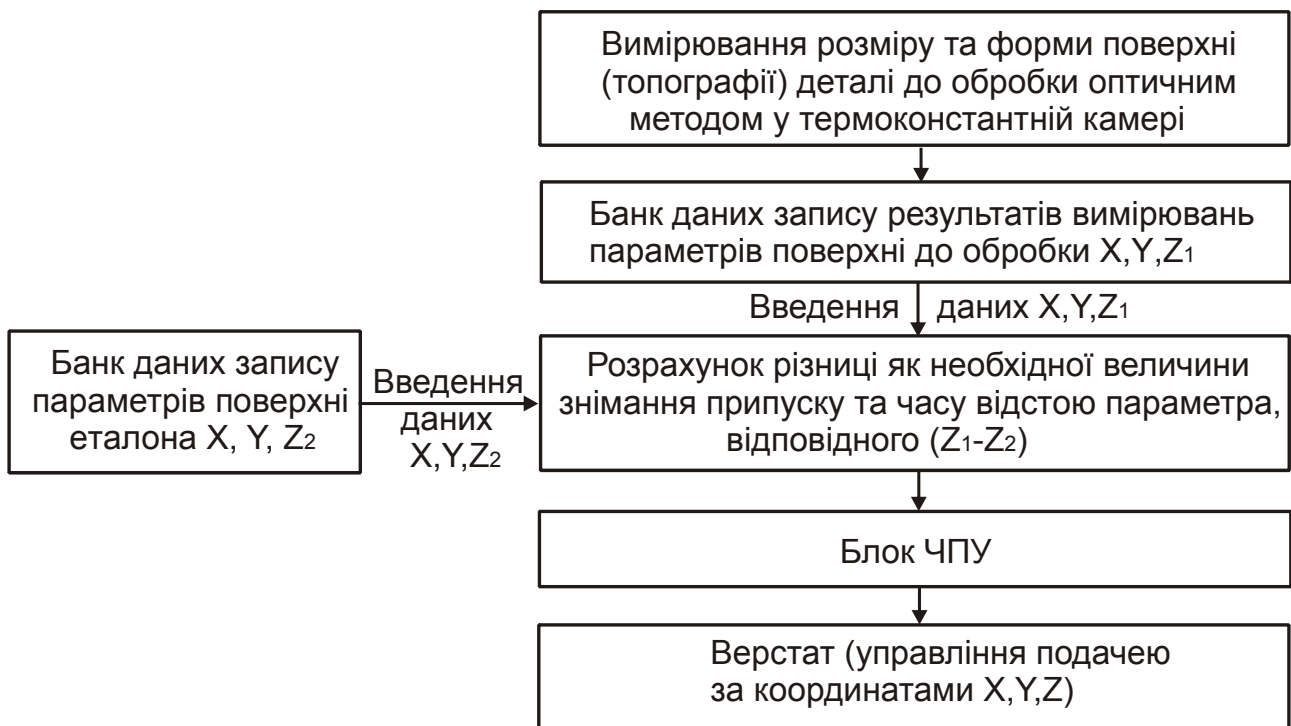 Вимірювання розміру та форми поверхні
(топографії) деталі до обробки оптичним
методом у термоконстантній камері
Банк даних запису результатів вимірювань
параметрів поверхні до обробки X,Y,Z1
Введення даних X,Y,Z1
Банк даних запису
параметрів поверхні
еталона X, Y, Z2
Введення
даних
X,Y,Z2
Розрахунок різниці як необхідної величини
знімання припуску та часу відстою параметра,
відповідного (Z1-Z2)
Блок ЧПУ
Верстат (управління подачею
за координатами X,Y,Z)